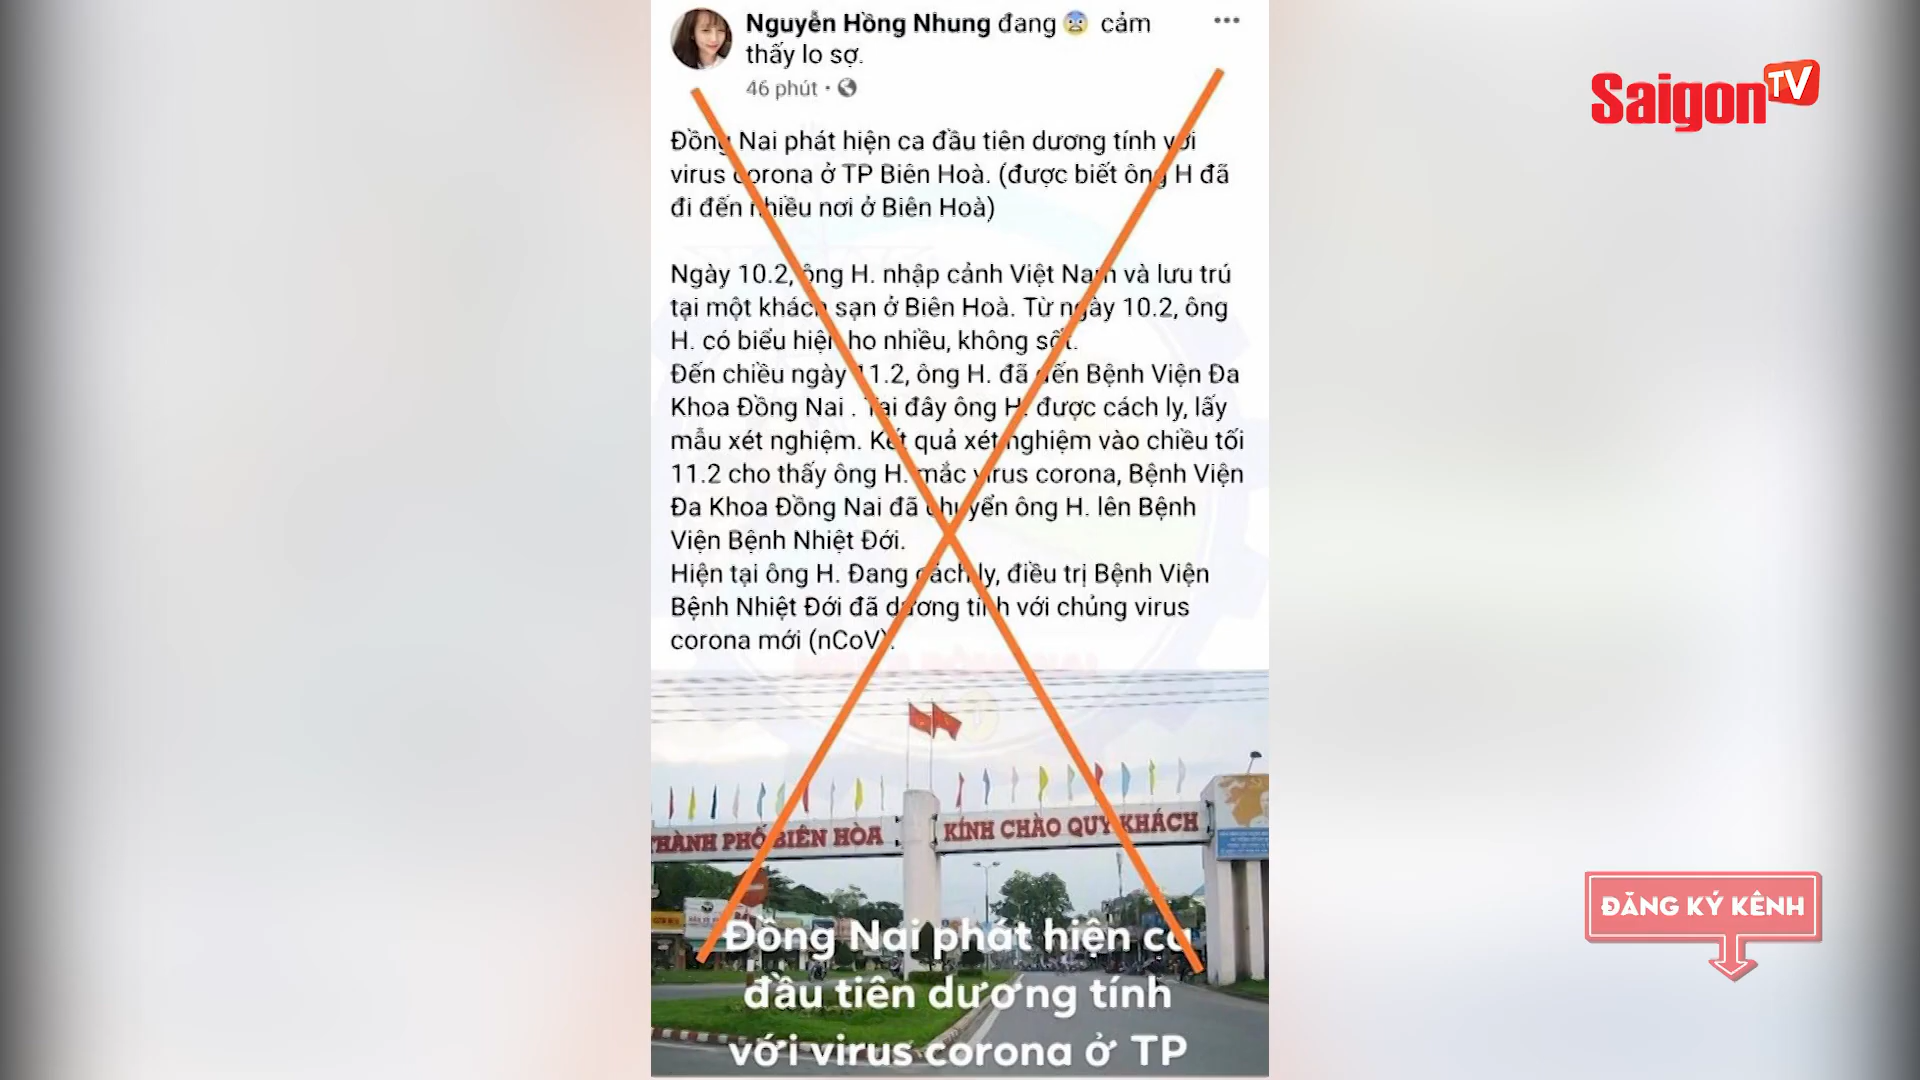 Nguyễn Hồng Nhung đang 😨 cảm
thấy lo sợ.
46 phút
Đồng Nai phát hiện ca đầu tiên dương tính với
virus corona ở TP Biên Hoà. (được biết ông H đã
đi đến nhiều nơi ở Biên Hoà)
Ngày 10.2, ông H. nhập cảnh Việt Nam và lưu trú
tại một khách sạn ở Biên Hoà. Từ ngày 10.2, ông
H. có biểu hiện ho nhiều, không sốt.
Đến chiều ngày 11.2, ông H. đã đến Bệnh Viện Đa
Khoa Đồng Nai . Tại đây ông H. được cách ly, lấy
mẫu xét nghiệm. Kết quả xét nghiệm vào chiều tối
11.2 cho thấy ông H. mắc virus corona, Bệnh Viện
Đa Khoa Đồng Nai đã chuyển ông H. lên Bệnh
Viện Bệnh Nhiệt Đới.
Hiện tại ông H. Đang cách ly, điều trị Bệnh Viện
Bệnh Nhiệt Đới đã dương tính với chủng virus
corona mới (nCoV).
THÀNH PHỐ BIÊN HÒA KÍNH CHÀO QUÝ KHÁCH
Đồng Nai phát hiện ca
đầu tiên dương tính
với virus corona ở TP
Saigon TV
ĐĂNG KÝ KÊNH